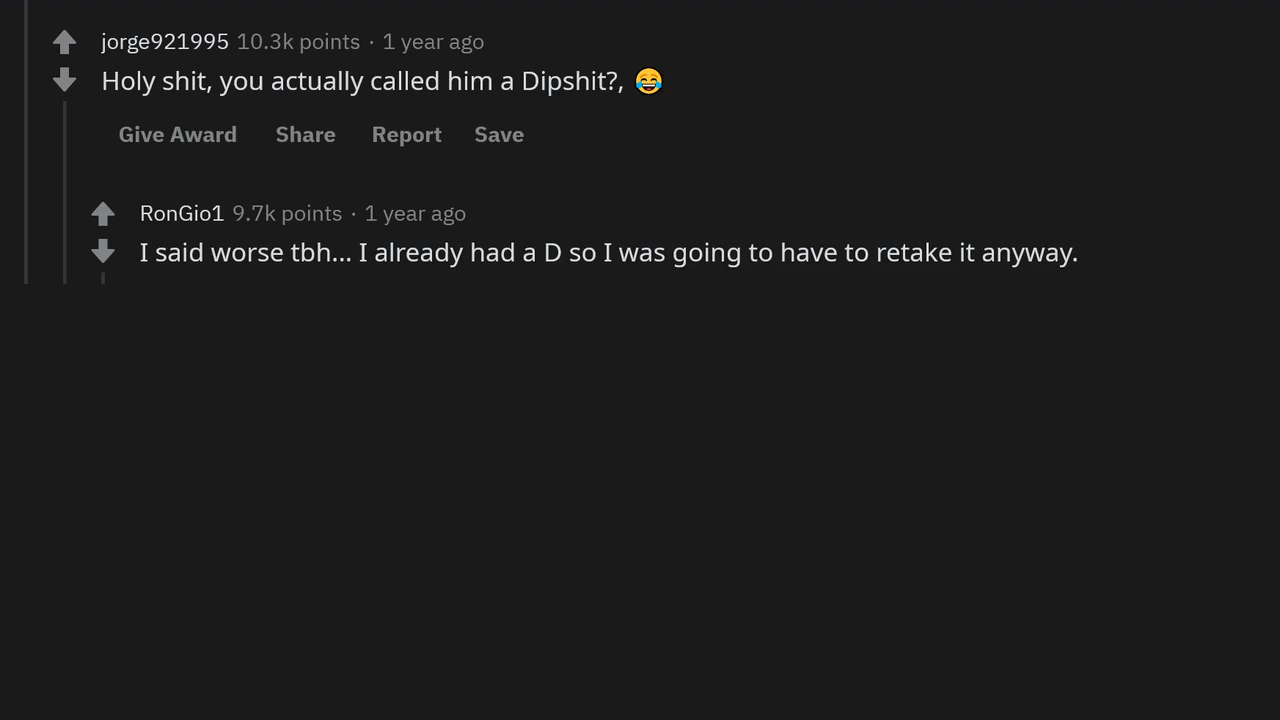 jorge921995 10.3k points · 1 year ago
Holy shit, you actually called him a Dipshit?, 😂
Give Award Share Report Save
RonGio1 9.7k points · 1 year ago
I said worse tbh... I already had a D so I was going to have to retake it anyway.